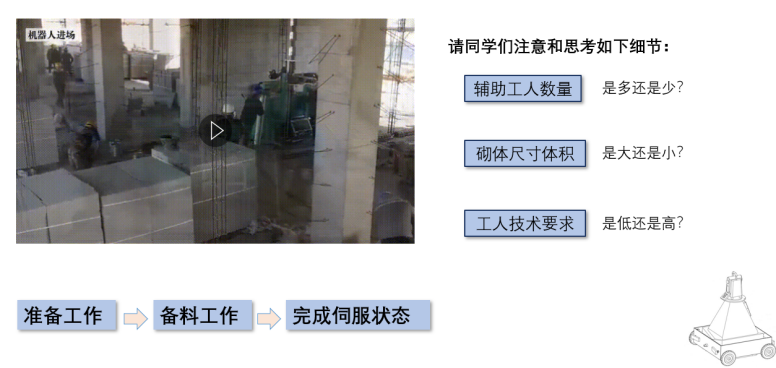 机器人进场
请同学们注意和思考如下细节：
辅助工人数量 是多还是少?
砌体尺寸体积 是大还是小?
工人技术要求 是低还是高?
准备工作 备料工作 完成伺服状态